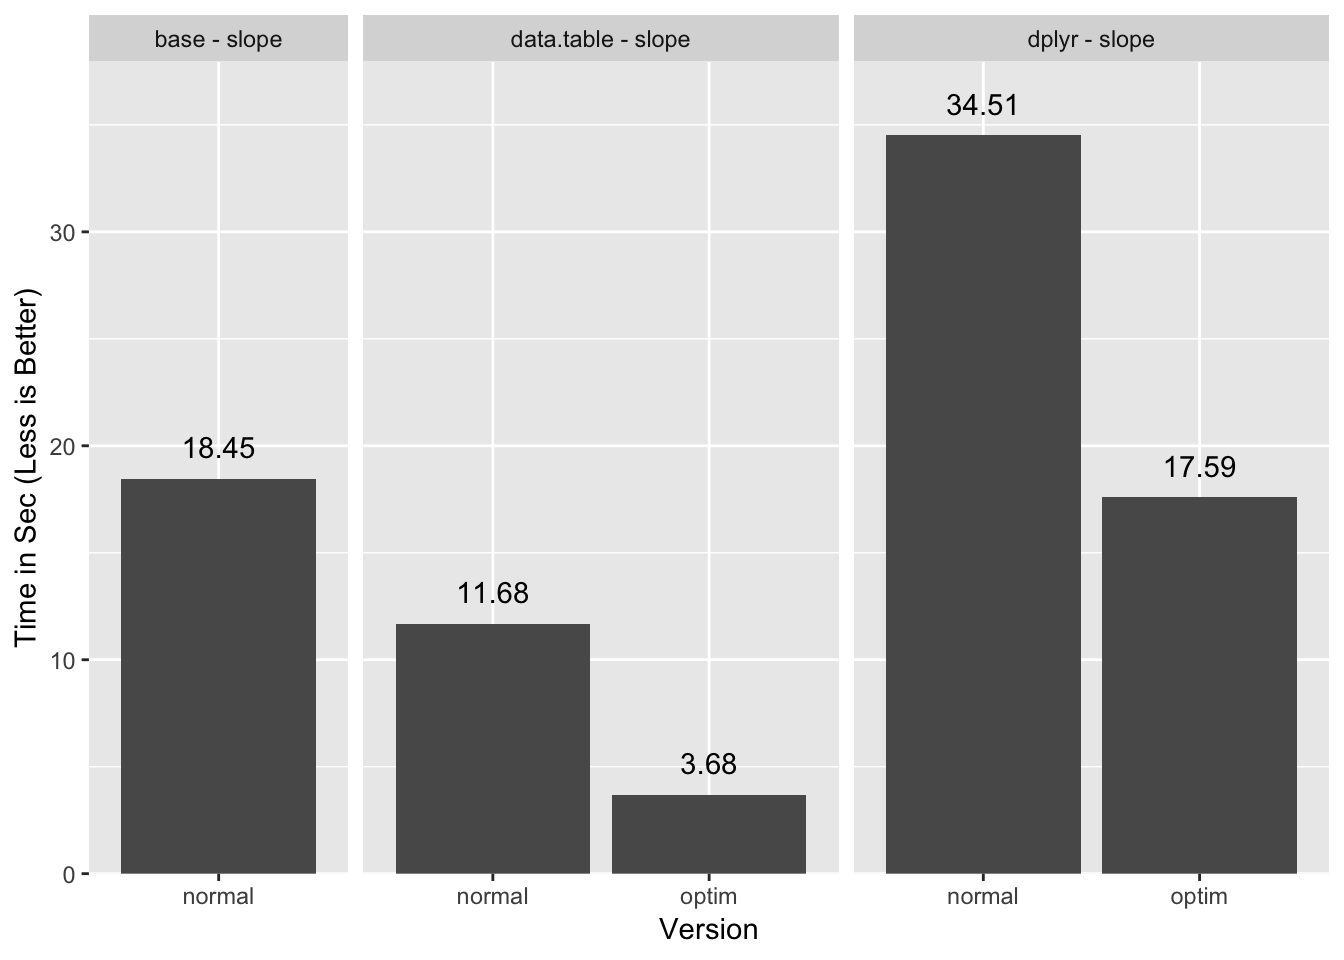 base - slope
data.table - slope
dplyr - slope
Time in Sec (Less is Better)
30
20
10
0
18.45
11.68
3.68
34.51
17.59
normal
normal
optim
normal
optim
Version